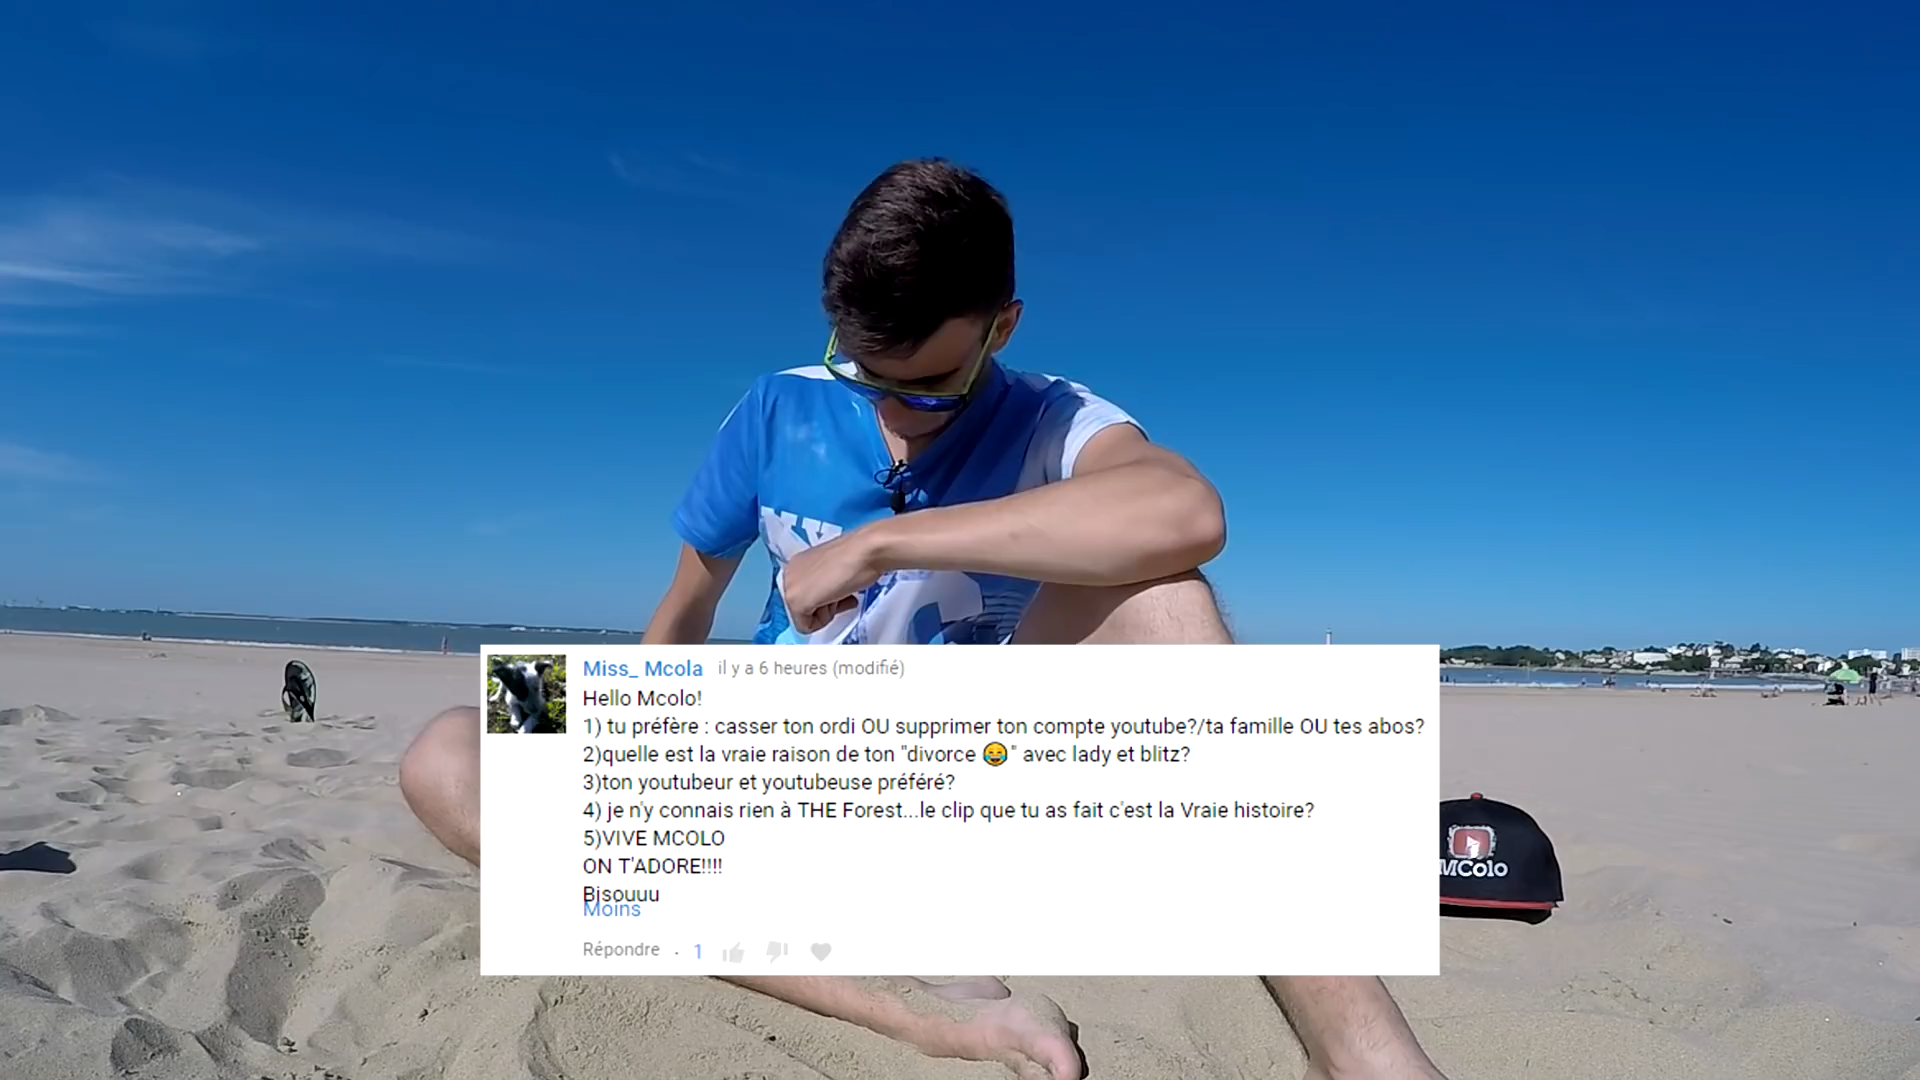 Miss_ Mcola il y a 6 heures (modifié)
Hello Mcolo!
1) tu préfère : casser ton ordi OU supprimer ton compte youtube?/ta famille OU tes abos?
2)quelle est la vraie raison de ton "divorce 😂" avec lady et blitz?
3)ton youtubeur et youtubeuse préféré?
4) je n'y connais rien à THE Forest...le clip que tu as fait c'est la Vraie histoire?
5)VIVE MCOLO
ON T'ADORE!!!!
Bisouuu
Moins
Répondre . 1
MColo